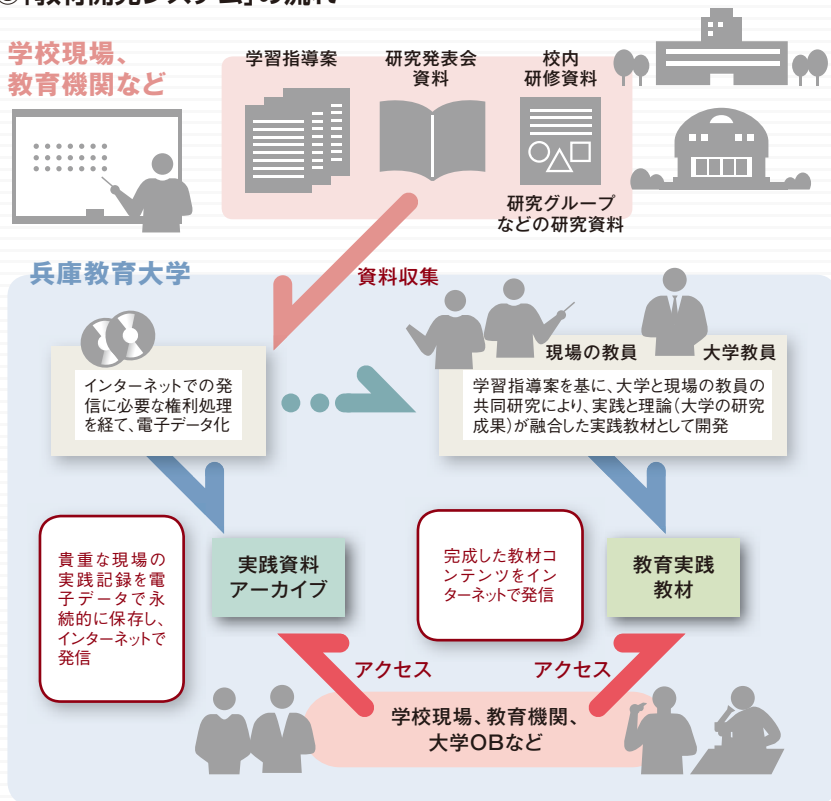 学校現場、
教育機関など
学習指導案
研究発表会
資料
校内
研修資料
研究グループ
などの研究資料
兵庫教育大学
資料収集
現場の教員
大学教員
インターネットでの発
信に必要な権利処理
を経て、電子データ化
学習指導案を基に、大学と現場の教員の
共同研究により、実践と理論（大学の研究
成果）が融合した実践教材として開発
貴重な現場の
実践記録を電
子データで永
続的に保存し、
インターネットで
発信
実践資料
アーカイブ
完成した教材コ
ンテンツをイン
ターネットで発信
教育実践
教材
アクセス
アクセス
学校現場、教育機関、
大学OBなど